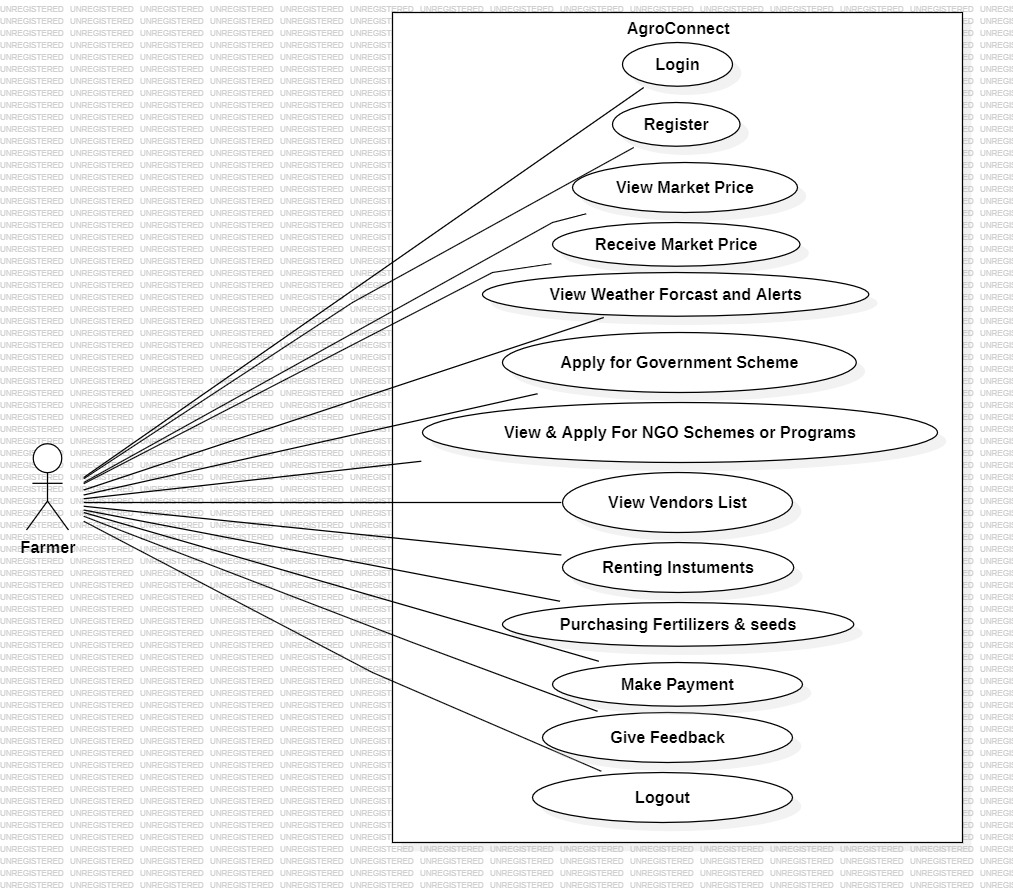 AgroConnect
Login
Register
View Market Price
Receive Market Price
View Weather Forcast and Alerts
Apply for Government Scheme
View & Apply For NGO Schemes or Programs
View Vendors List
Renting Instuments
Farmer
Purchasing Fertilizers & seeds
Make Payment
Give Feedback
Logout
UNREGISTERED